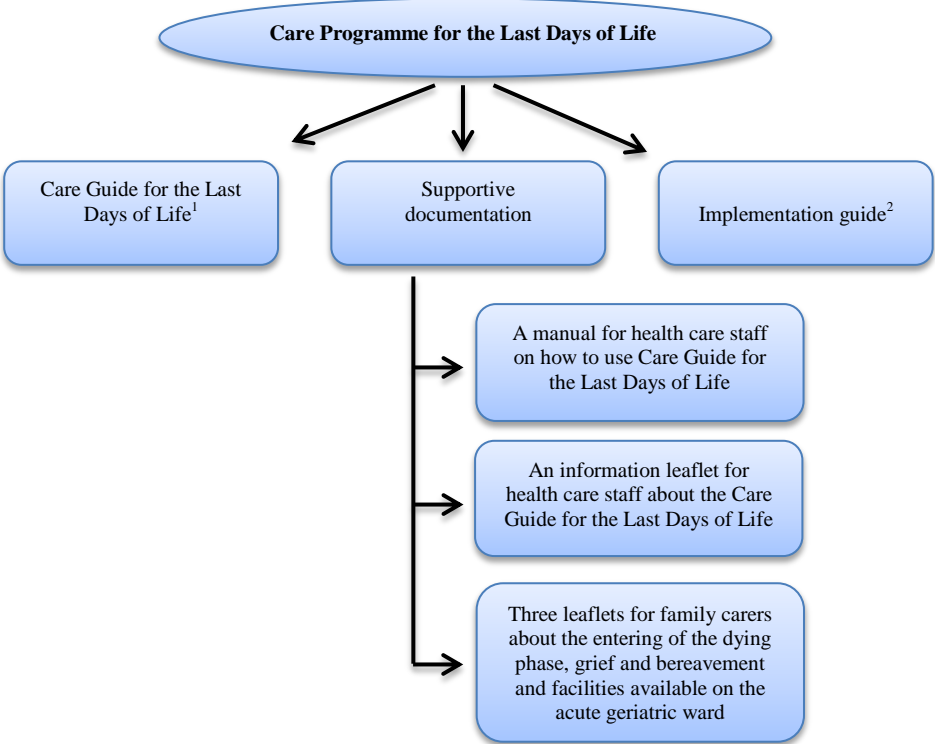 Care Programme for the Last Days of Life
Care Guide for the Last
Days of Life¹
Supportive
documentation
Implementation guide²
A manual for health care staff
on how to use Care Guide for
the Last Days of Life
An information leaflet for
health care staff about the Care
Guide for the Last Days of Life
Three leaflets for family carers
about the entering of the dying
phase, grief and bereavement
and facilities available on the
acute geriatric ward